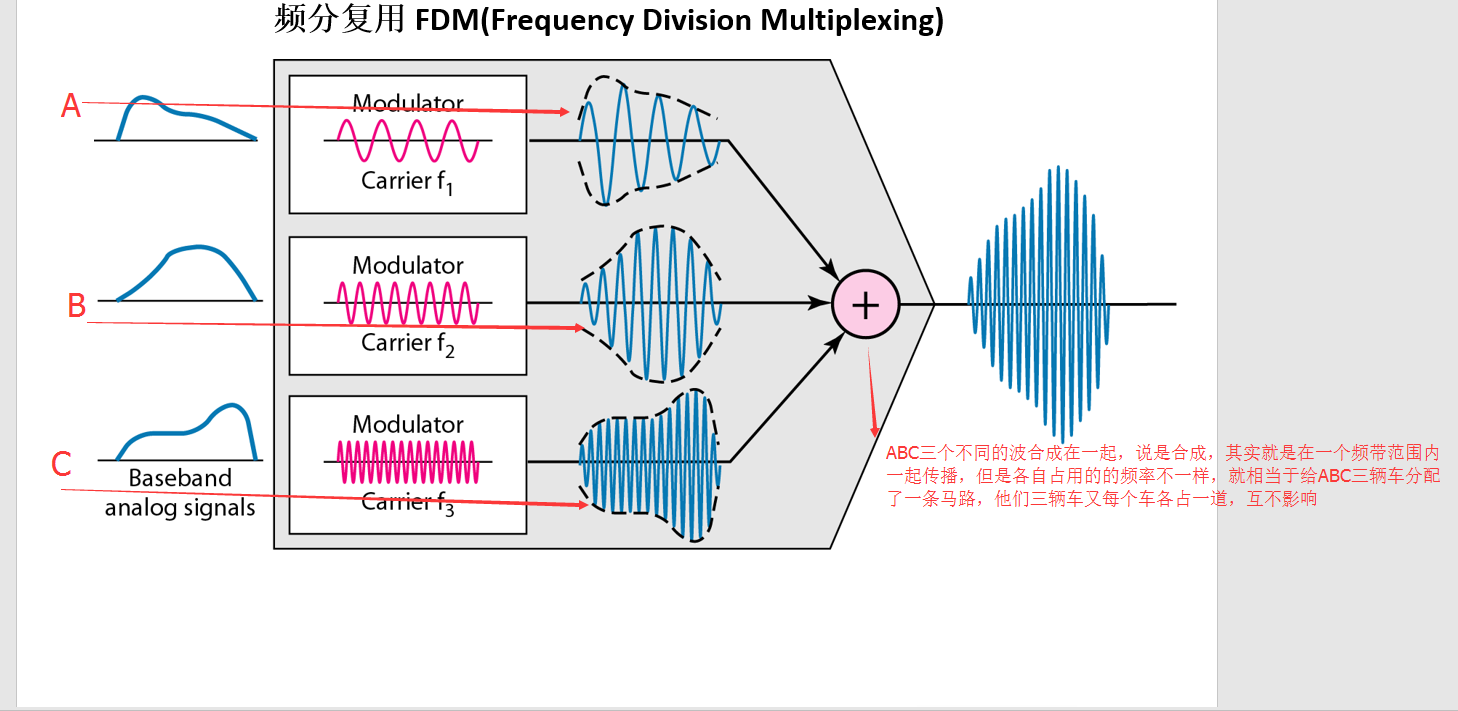 频分复用 FDM(Frequency Division Multiplexing)
A
Modulator
Carrier f1
B
Modulator
Carrier f2
+
C
Modulator
Carrier f3
Baseband
analog signals
ABC三个不同的波合成在一起，说是合成，其实就是在一个频带范围内
一起传播，但是各自占用的的频率不一样，就相当于给ABC三辆车分配
了一条马路，他们三辆车又每个车各占一道，互不影响